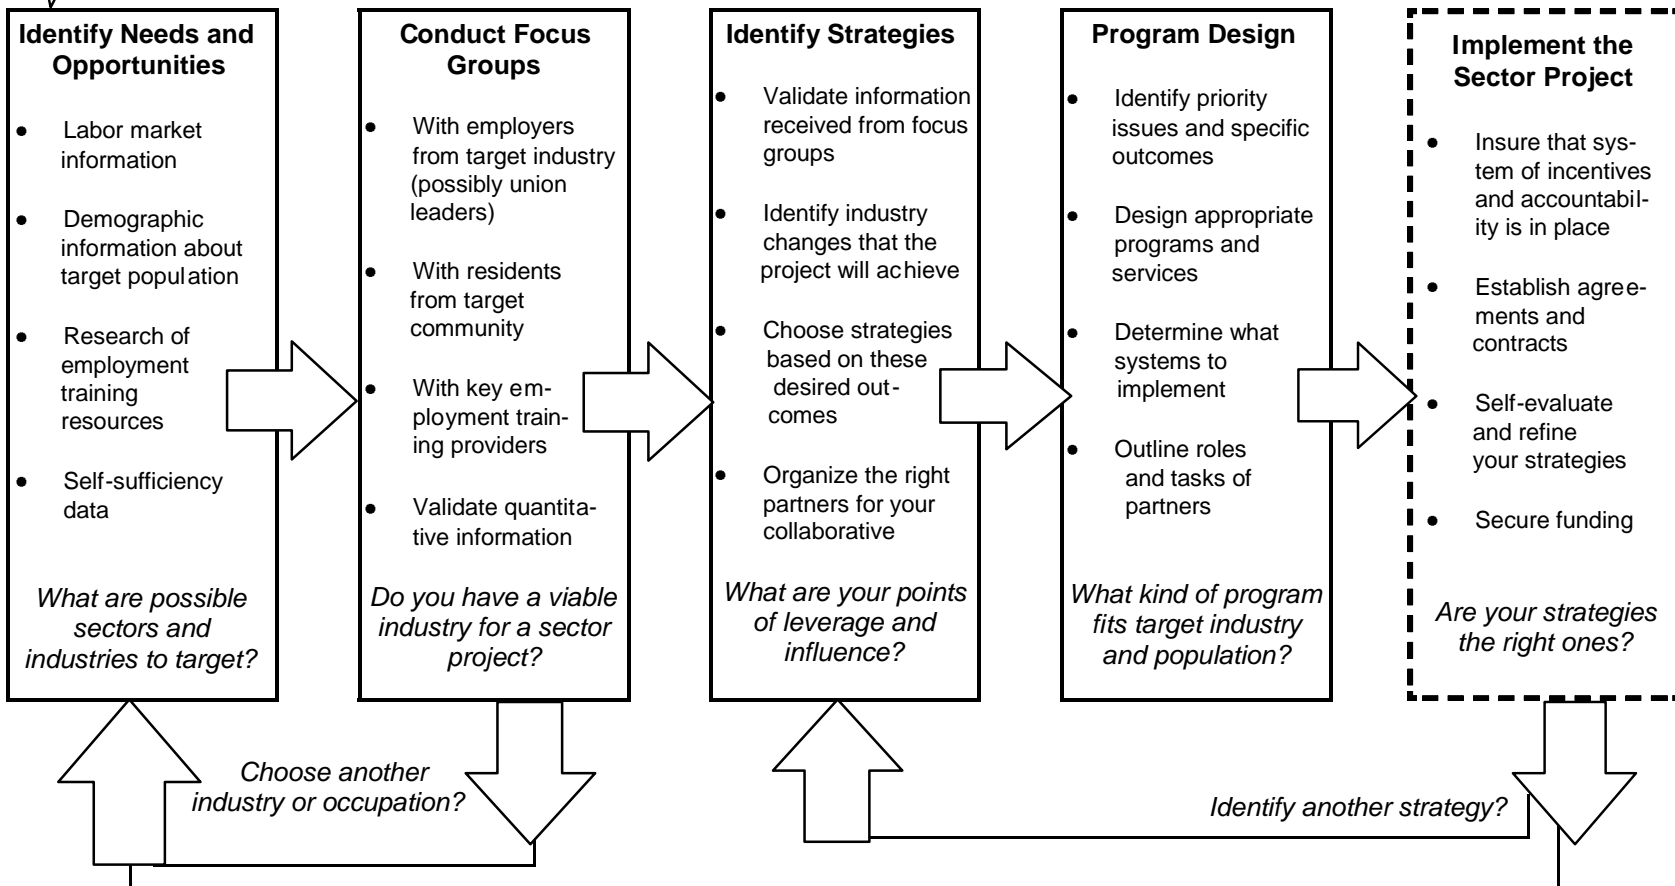 Identify Needs and
Opportunities
• Labor market
information
• Demographic
information about
target population
• Research of
employment
training
resources
• Self-sufficiency
data
What are possible
sectors and
industries to target?
Conduct Focus
Groups
• With employers
from target industry
(possibly union
leaders)
• With residents
from target
community
• With key em-
ployment train-
ing providers
• Validate quantita-
tive information
Do you have a viable
industry for a sector
project?
Identify Strategies
• Validate information
received from focus
groups
• Identify industry
changes that the
project will achieve
• Choose strategies
based on these
desired out-
comes
• Organize the right
partners for your
collaborative
What are your points
of leverage and
influence?
Program Design
• Identify priority
issues and specific
outcomes
• Design appropriate
programs and
services
• Determine what
systems to
implement
• Outline roles
and tasks of
partners
What kind of program
fits target industry
and population?
Implement the
Sector Project
• Insure that sys-
tem of incentives
and accountabil-
ity is in place
• Establish agree-
ments and
contracts
• Self-evaluate
and refine
your strategies
• Secure funding
Are your strategies
the right ones?
Choose another
industry or occupation?
Identify another strategy?